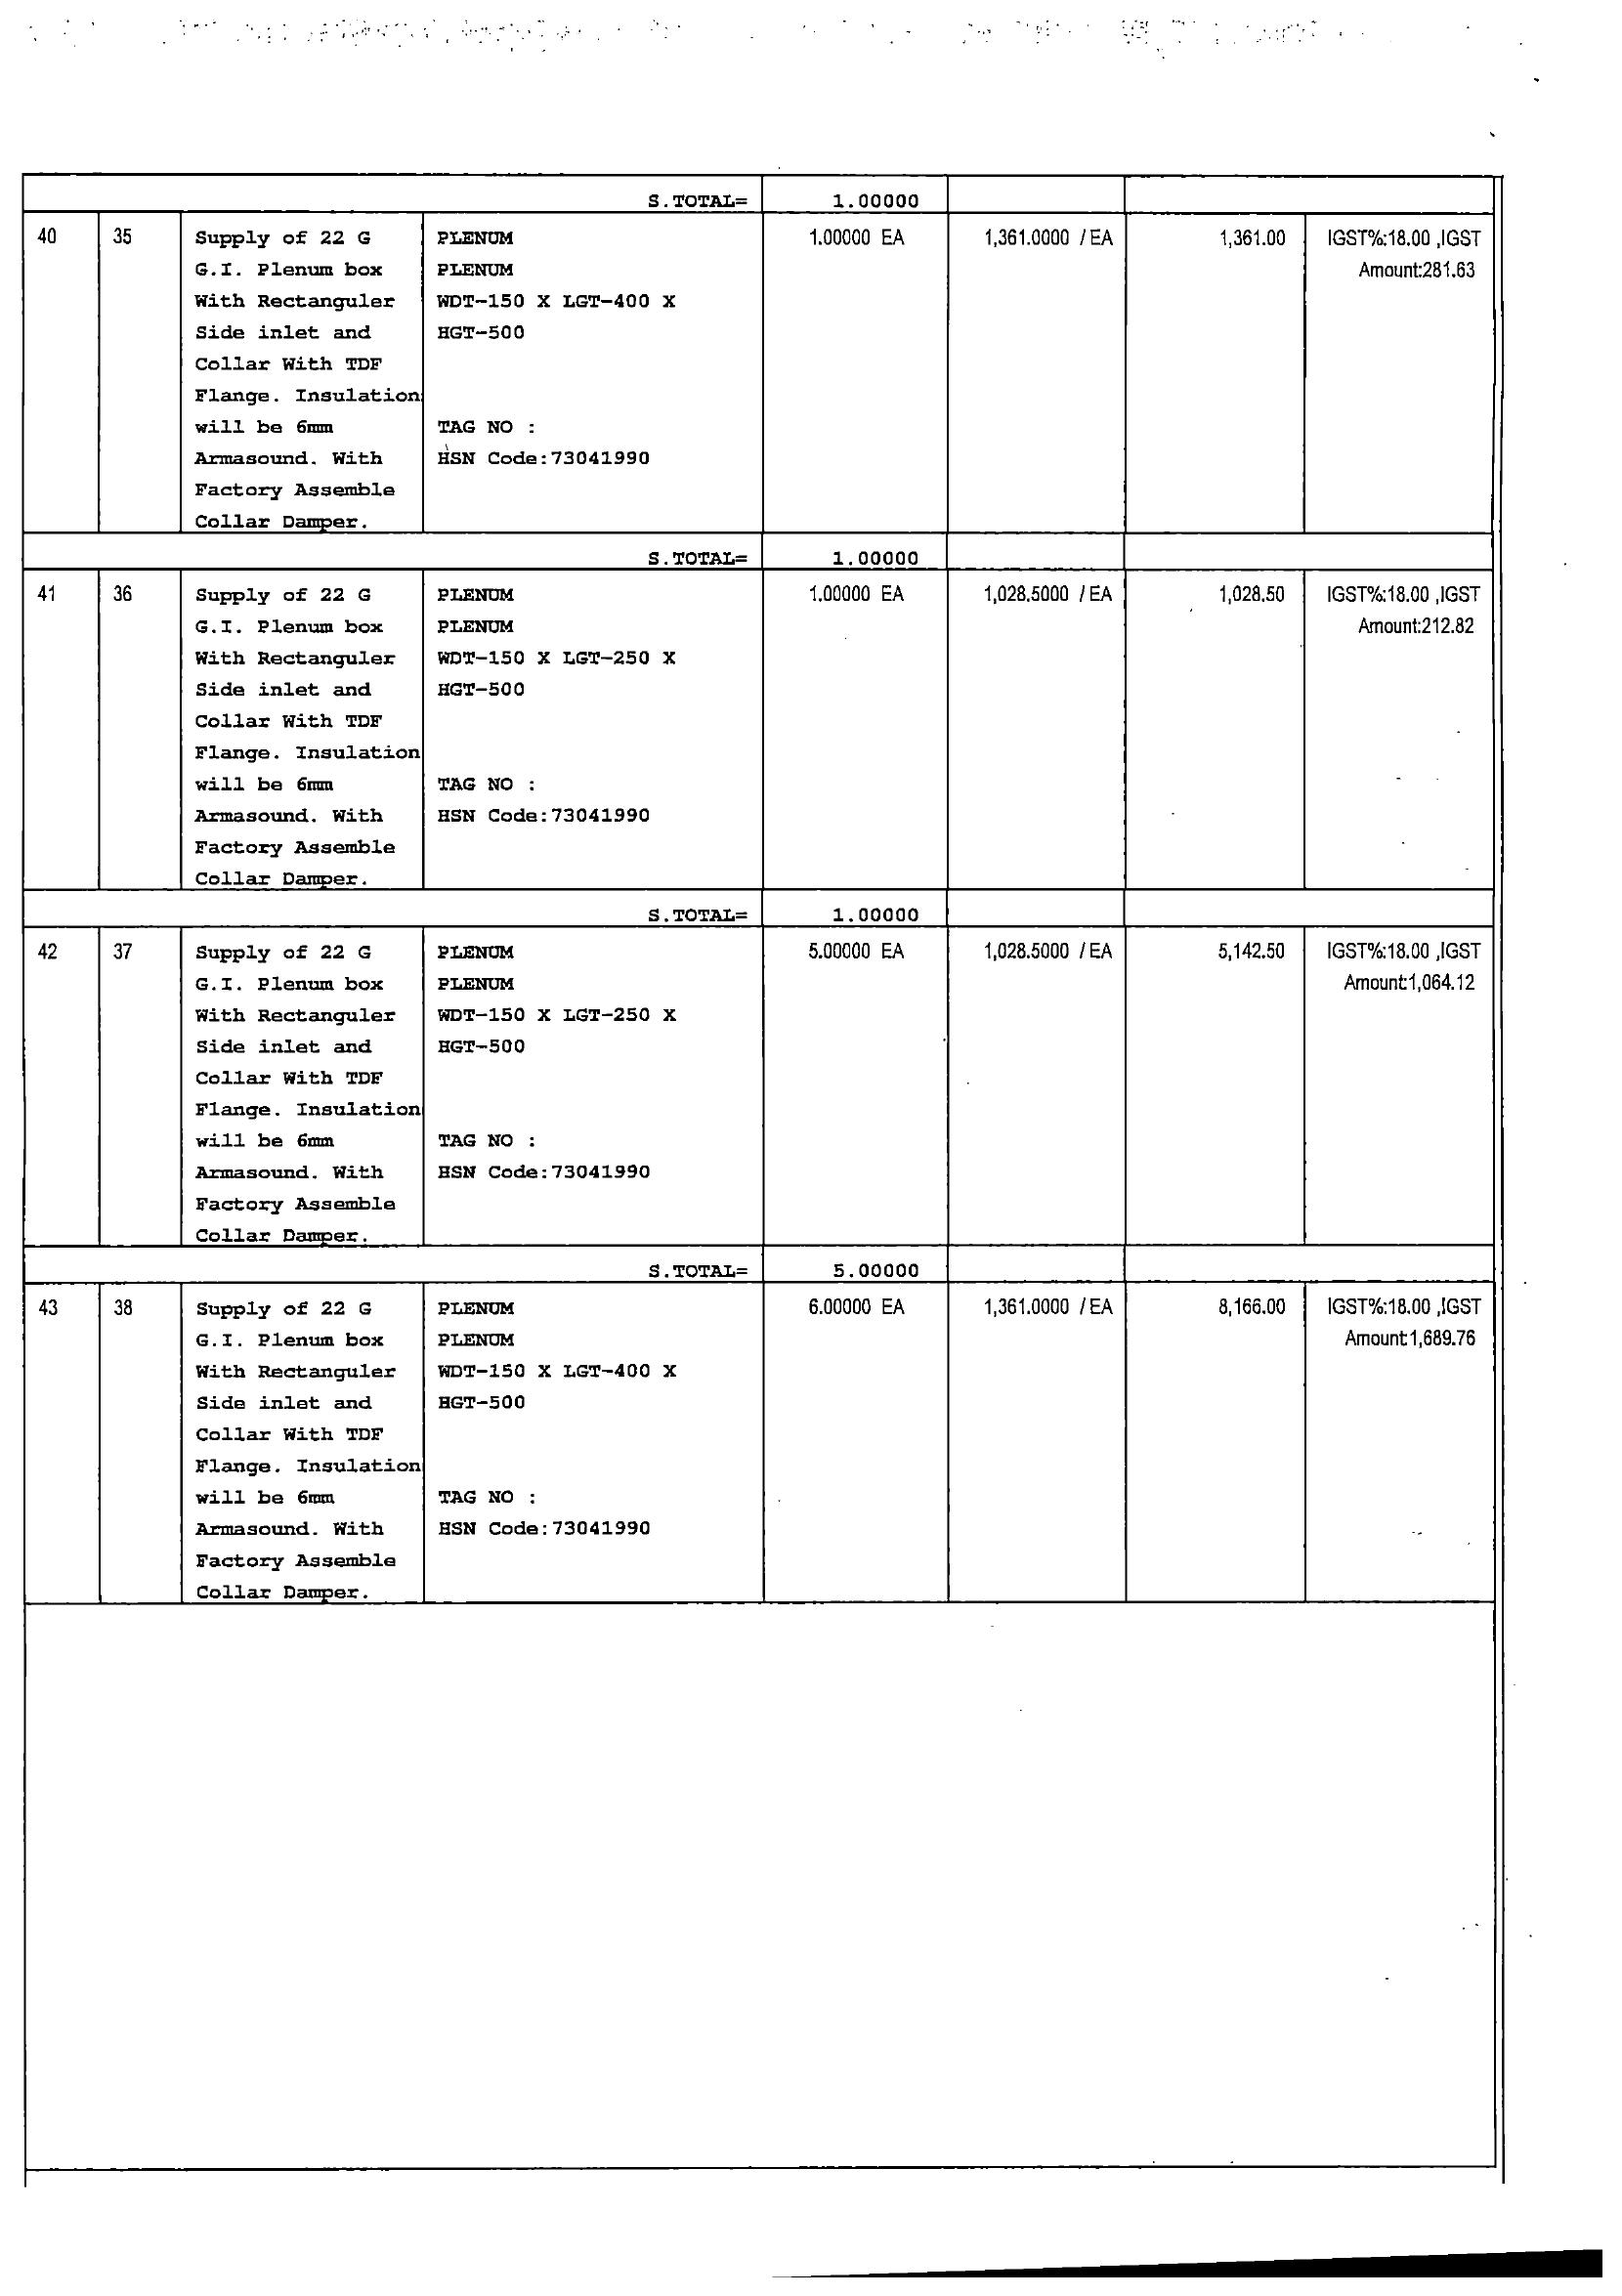 S.TOTAL= 1.00000
40 35 Supply of 22 G PLENUM 1.00000 EA 1,361.0000 /EA 1,361.00 IGST%:18.00 ,IGST
G.I. Plenum box PLENUM Amount:281.63
With Rectanguler WDT-150 X LGT-400 X
Side inlet and HGT-500
Collar With TDF
Flange. Insulation
will be 6mm TAG NO :
Armasound. With HSN Code:73041990
Factory Assemble
Collar Damper.
S.TOTAL= 1.00000
41 36 Supply of 22 G PLENUM 1.00000 EA 1,028.5000 /EA 1,028.50 IGST%:18.00 ,IGST
G.I. Plenum box PLENUM Amount:212.82
With Rectanguler WDT-150 X LGT-250 X
Side inlet and HGT-500
Collar With TDF
Flange. Insulation
will be 6mm TAG NO :
Armasound. With HSN Code:73041990
Factory Assemble
Collar Damper.
S.TOTAL= 1.00000
42 37 Supply of 22 G PLENUM 5.00000 EA 1,028.5000 /EA 5,142.50 IGST%:18.00 ,IGST
G.I. Plenum box PLENUM Amount:1,064.12
With Rectanguler WDT-150 X LGT-250 X
Side inlet and HGT-500
Collar With TDF
Flange. Insulation
will be 6mm TAG NO :
Armasound. With HSN Code:73041990
Factory Assemble
Collar Damper.
S.TOTAL= 5.00000
43 38 Supply of 22 G PLENUM 6.00000 EA 1,361.0000 /EA 8,166.00 IGST%:18.00 ,IGST
G.I. Plenum box PLENUM Amount:1,689.76
With Rectanguler WDT-150 X LGT-400 X
Side inlet and HGT-500
Collar With TDF
Flange. Insulation
will be 6mm TAG NO :
Armasound. With HSN Code:73041990
Factory Assemble
Collar Damper.